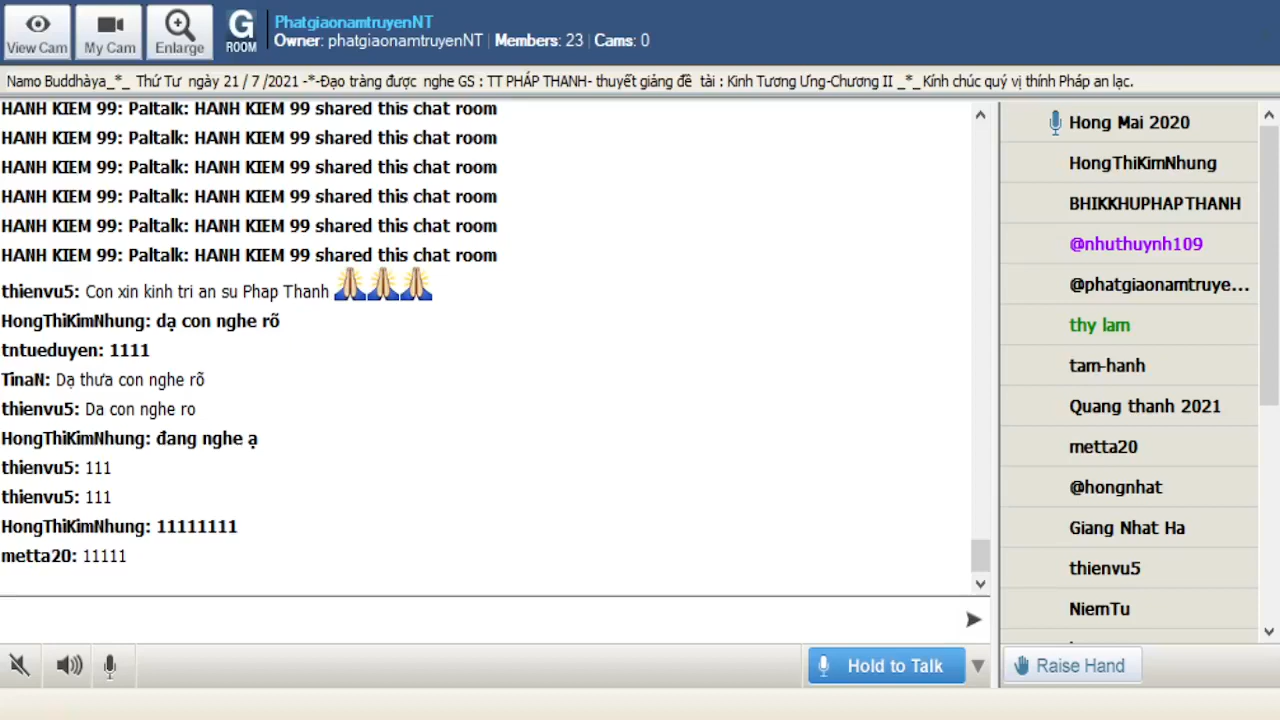 View Cam
My Cam
Enlarge
G
ROOM
PhatgiaonamtruyenNT
Owner: phatgiaonamtruyenNT | Members: 23 | Cams: 0
Namo Buddhàya_*_ Thứ Tư ngày 21 / 7 /2021 -*-Đạo tràng được nghe GS : TT PHÁP THANH- thuyết giảng đề tài : Kinh Tương Ưng-Chương II _*_ Kính chúc quý vị thính Pháp an lạc.
HANH KIEM 99: Paltalk: HANH KIEM 99 shared this chat room
HANH KIEM 99: Paltalk: HANH KIEM 99 shared this chat room
HANH KIEM 99: Paltalk: HANH KIEM 99 shared this chat room
HANH KIEM 99: Paltalk: HANH KIEM 99 shared this chat room
HANH KIEM 99: Paltalk: HANH KIEM 99 shared this chat room
HANH KIEM 99: Paltalk: HANH KIEM 99 shared this chat room
thienvu5: Con xin kinh tri an su Phap Thanh
HongThiKimNhung: dạ con nghe rõ
tntueduyen: 1111
TinaN: Dạ thưa con nghe rõ
thienvu5: Da con nghe ro
HongThiKimNhung: đang nghe ạ
thienvu5: 111
thienvu5: 111
HongThiKimNhung: 11111111
metta20: 11111
Hold to Talk
Hong Mai 2020
HongThiKimNhung
BHIKKHUPHAPTHANH
@nhuthuynh109
@phatgiaonamtruye...
thy lam
tam-hanh
Quang thanh 2021
metta20
@hongnhat
Giang Nhat Ha
thienvu5
NiemTu
Raise Hand